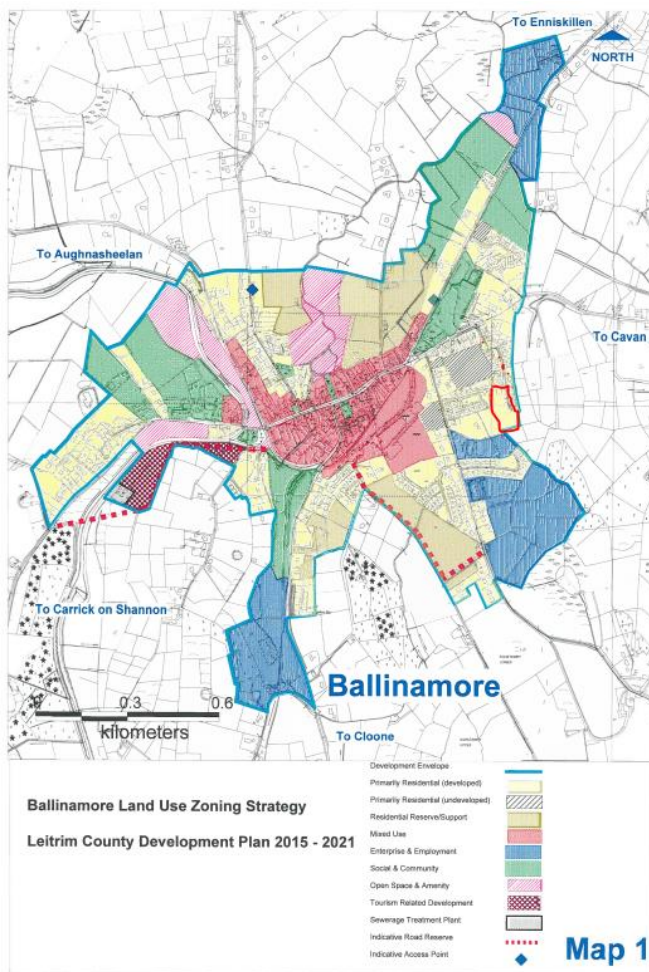 To Enniskillen
NORTH
To Aughnasheelan
To Cavan
To Carrick on Shannon
Ballinamore
0 0.3 0.6
kilometers
To Cloone
Ballinamore Land Use Zoning Strategy
Leitrim County Development Plan 2015 - 2021
Development Envelope
Primarily Residential (developed)
Primarily Residential (undeveloped)
Residential Reserve/Support
Mixed Use
Enterprise & Employment
Social & Community
Open Space & Amenity
Tourism Related Development
Sewerage Treatment Plant
Indicative Road Reserve
Indicative Access Point
Map 1